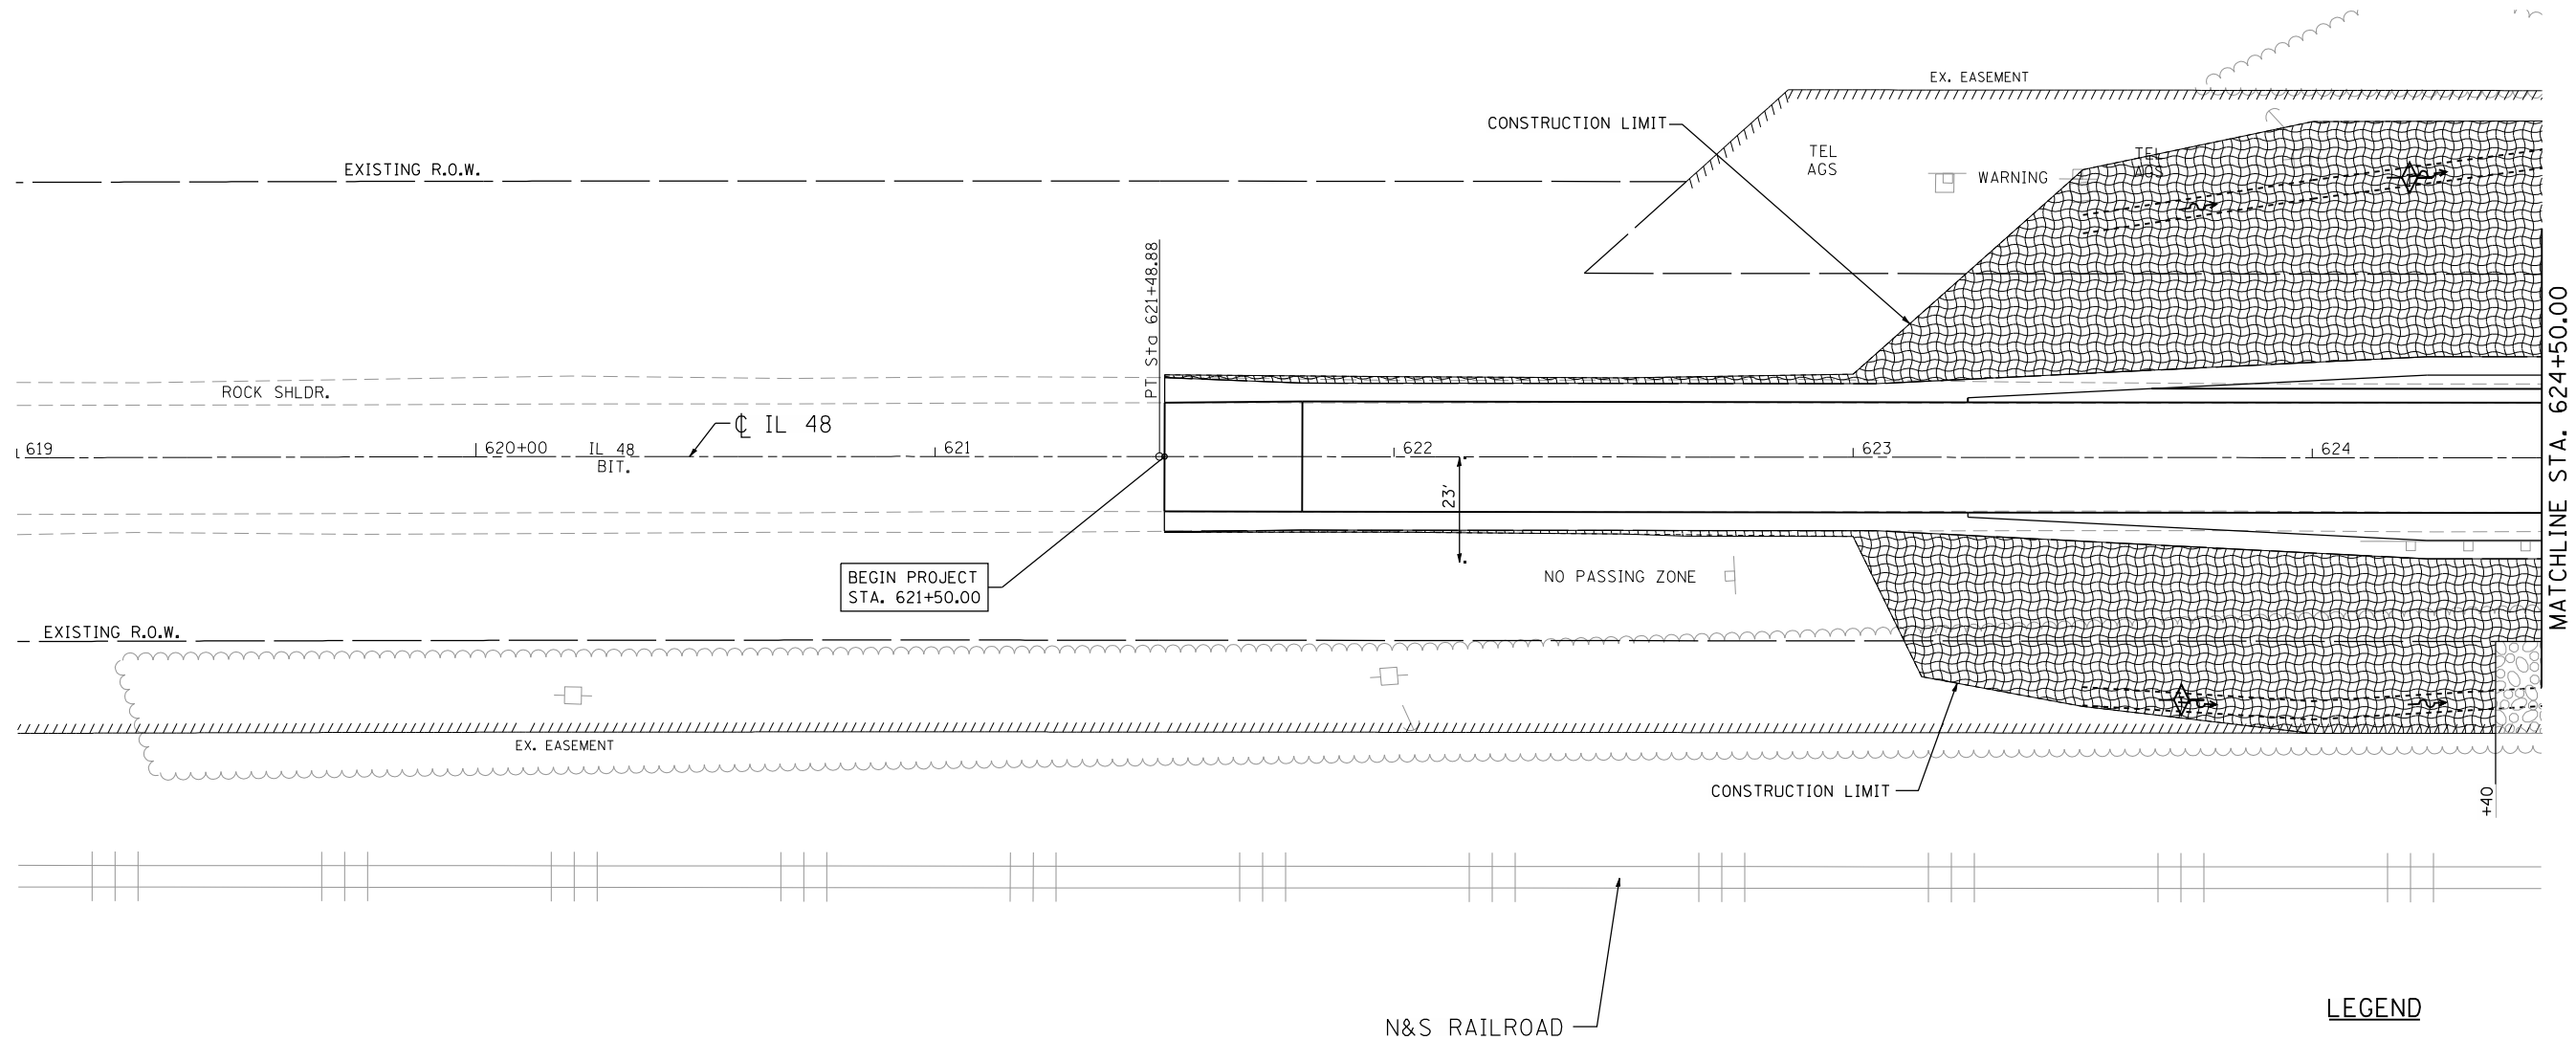 EX. EASEMENT
CONSTRUCTION LIMIT
TEL
AGS
TEL
AGS
WARNING
EXISTING R.O.W.
PT Sta 621+48.88
ROCK SHLDR.
℄ IL 48
619
620+00
IL 48
BIT.
621
622
623
624
23'
MATCHLINE STA. 624+50.00
BEGIN PROJECT
STA. 621+50.00
NO PASSING ZONE
EXISTING R.O.W.
EX. EASEMENT
CONSTRUCTION LIMIT
+40
N&S RAILROAD
LEGEND